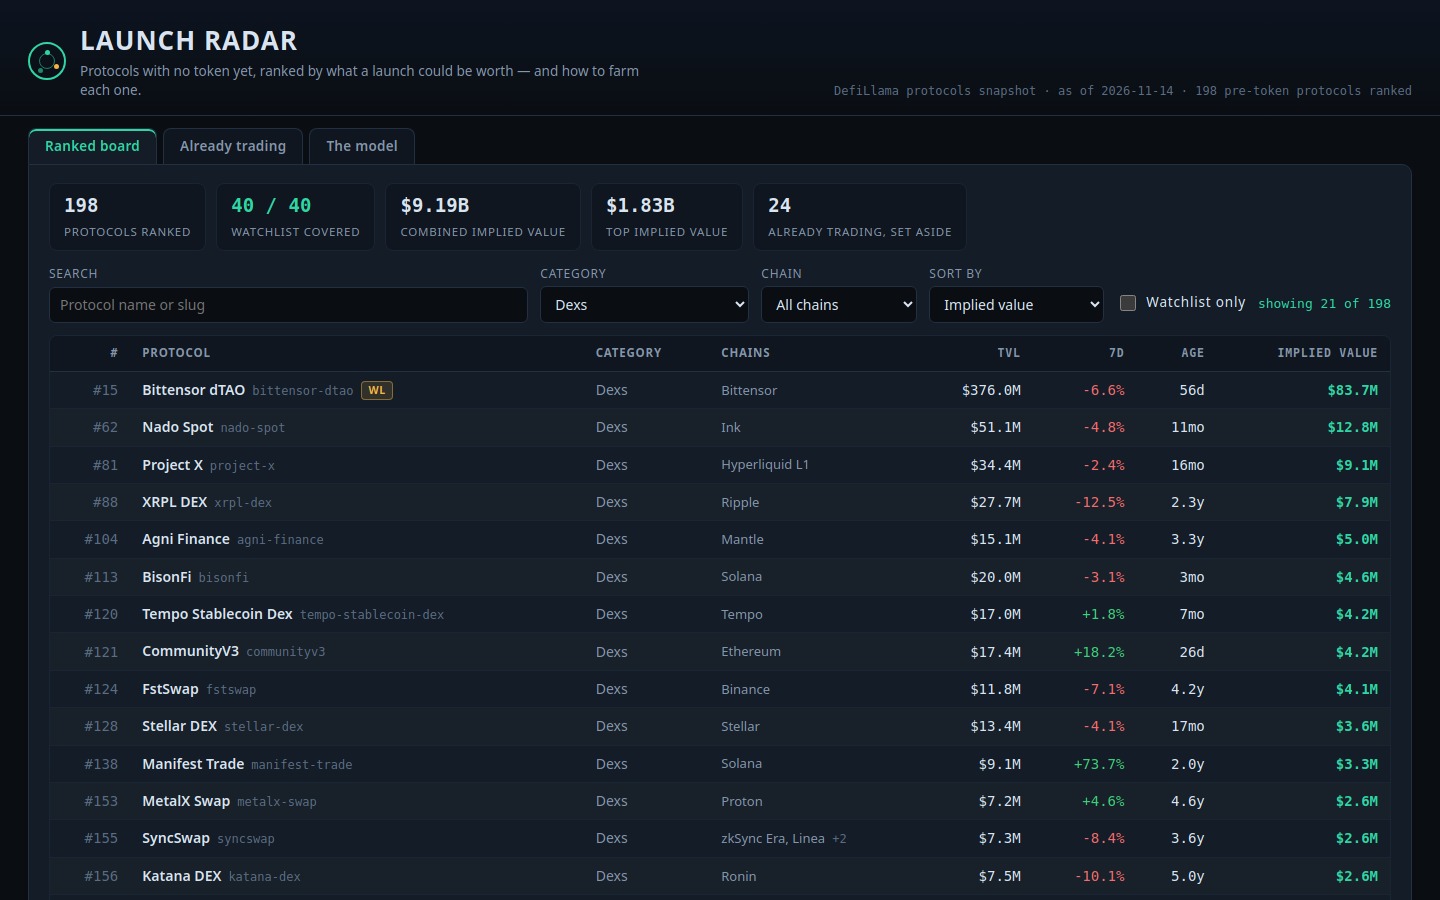 LAUNCH RADAR
Protocols with no token yet, ranked by what a launch could be worth — and how to farm
each one.
DefiLlama protocols snapshot · as of 2026-11-14 · 198 pre-token protocols ranked
Ranked board Already trading The model
198 40 / 40 $9.19B $1.83B 24
PROTOCOLS RANKED WATCHLIST COVERED COMBINED IMPLIED VALUE TOP IMPLIED VALUE ALREADY TRADING, SET ASIDE
SEARCH CATEGORY CHAIN SORT BY
Protocol name or slug Dexs All chains Implied value Watchlist only showing 21 of 198
# PROTOCOL CATEGORY CHAINS TVL 7D AGE IMPLIED VALUE
#15 Bittensor dTAO bittensor-dtao WL Dexs Bittensor $376.0M -6.6% 56d $83.7M
#62 Nado Spot nado-spot Dexs Ink $51.1M -4.8% 11mo $12.8M
#81 Project X project-x Dexs Hyperliquid L1 $34.4M -2.4% 16mo $9.1M
#88 XRPL DEX xrpl-dex Dexs Ripple $27.7M -12.5% 2.3y $7.9M
#104 Agni Finance agni-finance Dexs Mantle $15.1M -4.1% 3.3y $5.0M
#113 BisonFi bisonfi Dexs Solana $20.0M -3.1% 3mo $4.6M
#120 Tempo Stablecoin Dex tempo-stablecoin-dex Dexs Tempo $17.0M +1.8% 7mo $4.2M
#121 CommunityV3 communityv3 Dexs Ethereum $17.4M +18.2% 26d $4.2M
#124 FstSwap fstswap Dexs Binance $11.8M -7.1% 4.2y $4.1M
#128 Stellar DEX stellar-dex Dexs Stellar $13.4M -4.1% 17mo $3.6M
#138 Manifest Trade manifest-trade Dexs Solana $9.1M +73.7% 2.0y $3.3M
#153 MetalX Swap metalx-swap Dexs Proton $7.2M +4.6% 4.6y $2.6M
#155 SyncSwap syncswap Dexs zkSync Era, Linea +2 $7.3M -8.4% 3.6y $2.6M
#156 Katana DEX katana-dex Dexs Ronin $7.5M -10.1% 5.0y $2.6M